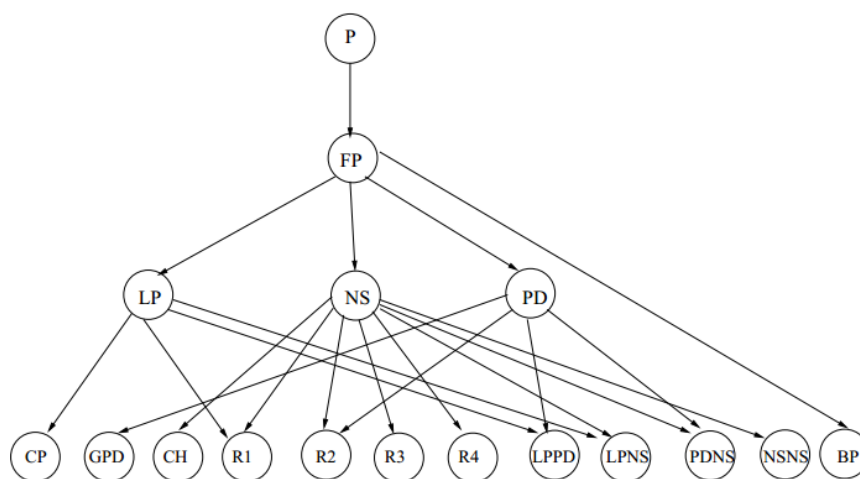 P
FP
LP NS PD
CP GPD CH R1 R2 R3 R4 LPPD LPNS PDNS NSNS BP